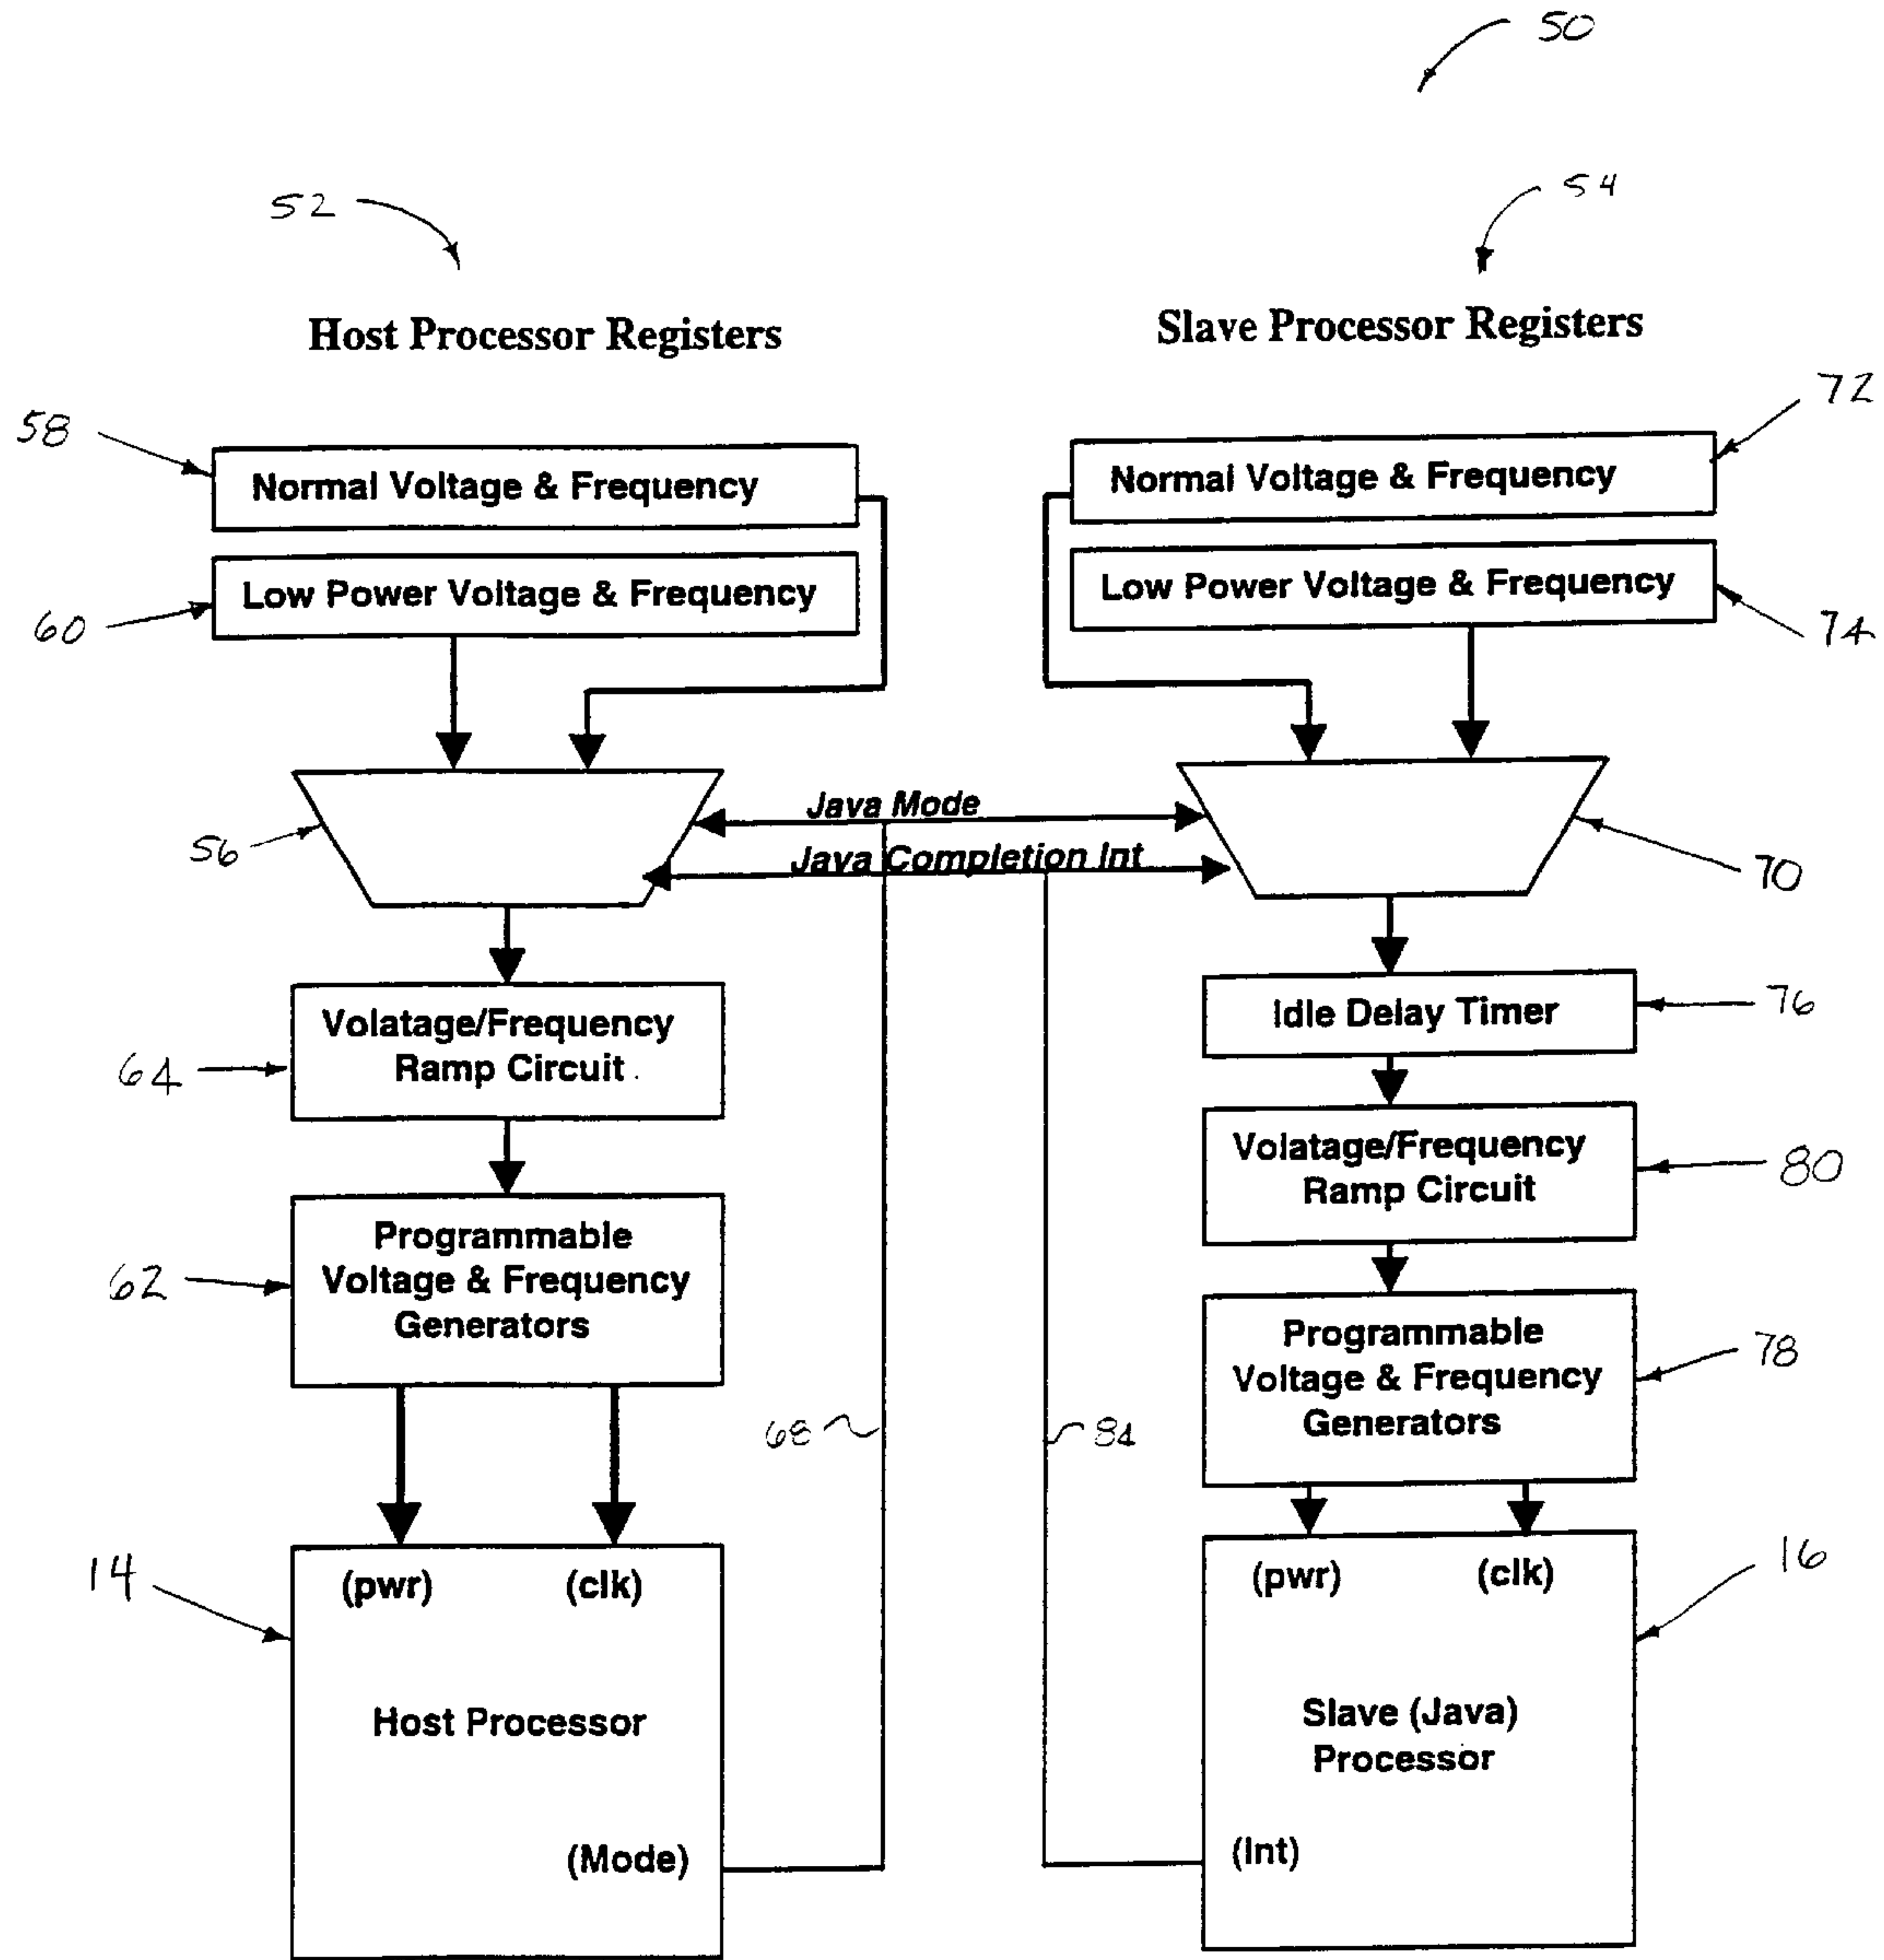 50
52
54
Host Processor Registers
Slave Processor Registers
58
72
Normal Voltage & Frequency
Normal Voltage & Frequency
Low Power Voltage & Frequency
Low Power Voltage & Frequency
60
74
Java Mode
56
Java Completion Int
70
Volatage/Frequency
Ramp Circuit
64
Idle Delay Timer
76
Volatage/Frequency
Ramp Circuit
80
Programmable
Voltage & Frequency
Generators
62
Programmable
Voltage & Frequency
Generators
78
68
84
14
(pwr)
(clk)
(pwr)
(clk)
16
Host Processor
Slave (Java)
Processor
(Mode)
(Int)